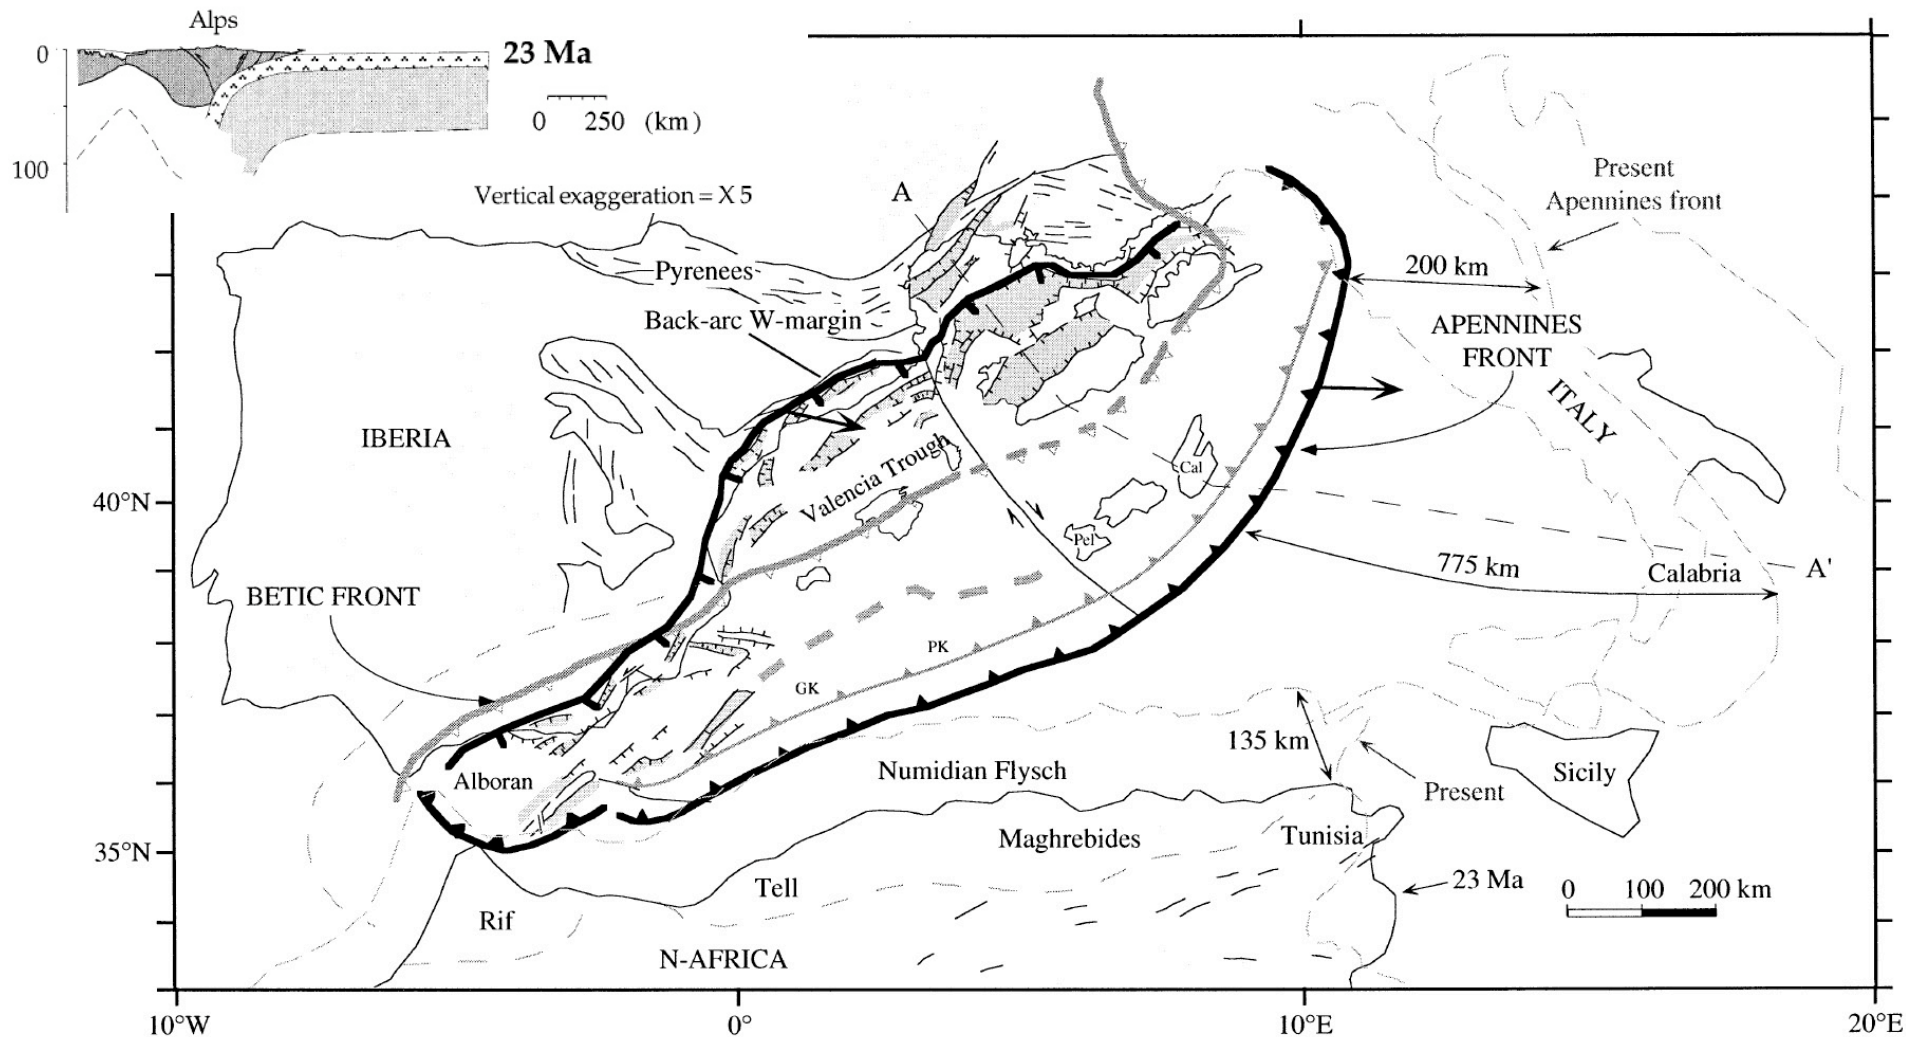 Alps
0
100
23 Ma
0 250 (km)
Vertical exaggeration = X 5
A
Present
Apennines front
Pyrenees
200 km
Back-arc W-margin
APENNINES
FRONT
ITALY
IBERIA
Valencia Trough
Cal
40°N
Pel
775 km
Calabria
A'
BETIC FRONT
PK
GK
135 km
Alboran
Numidian Flysch
Sicily
Present
Maghrebides
Tunisia
35°N
Tell
23 Ma
0 100 200 km
Rif
N-AFRICA
10°W
0°
10°E
20°E